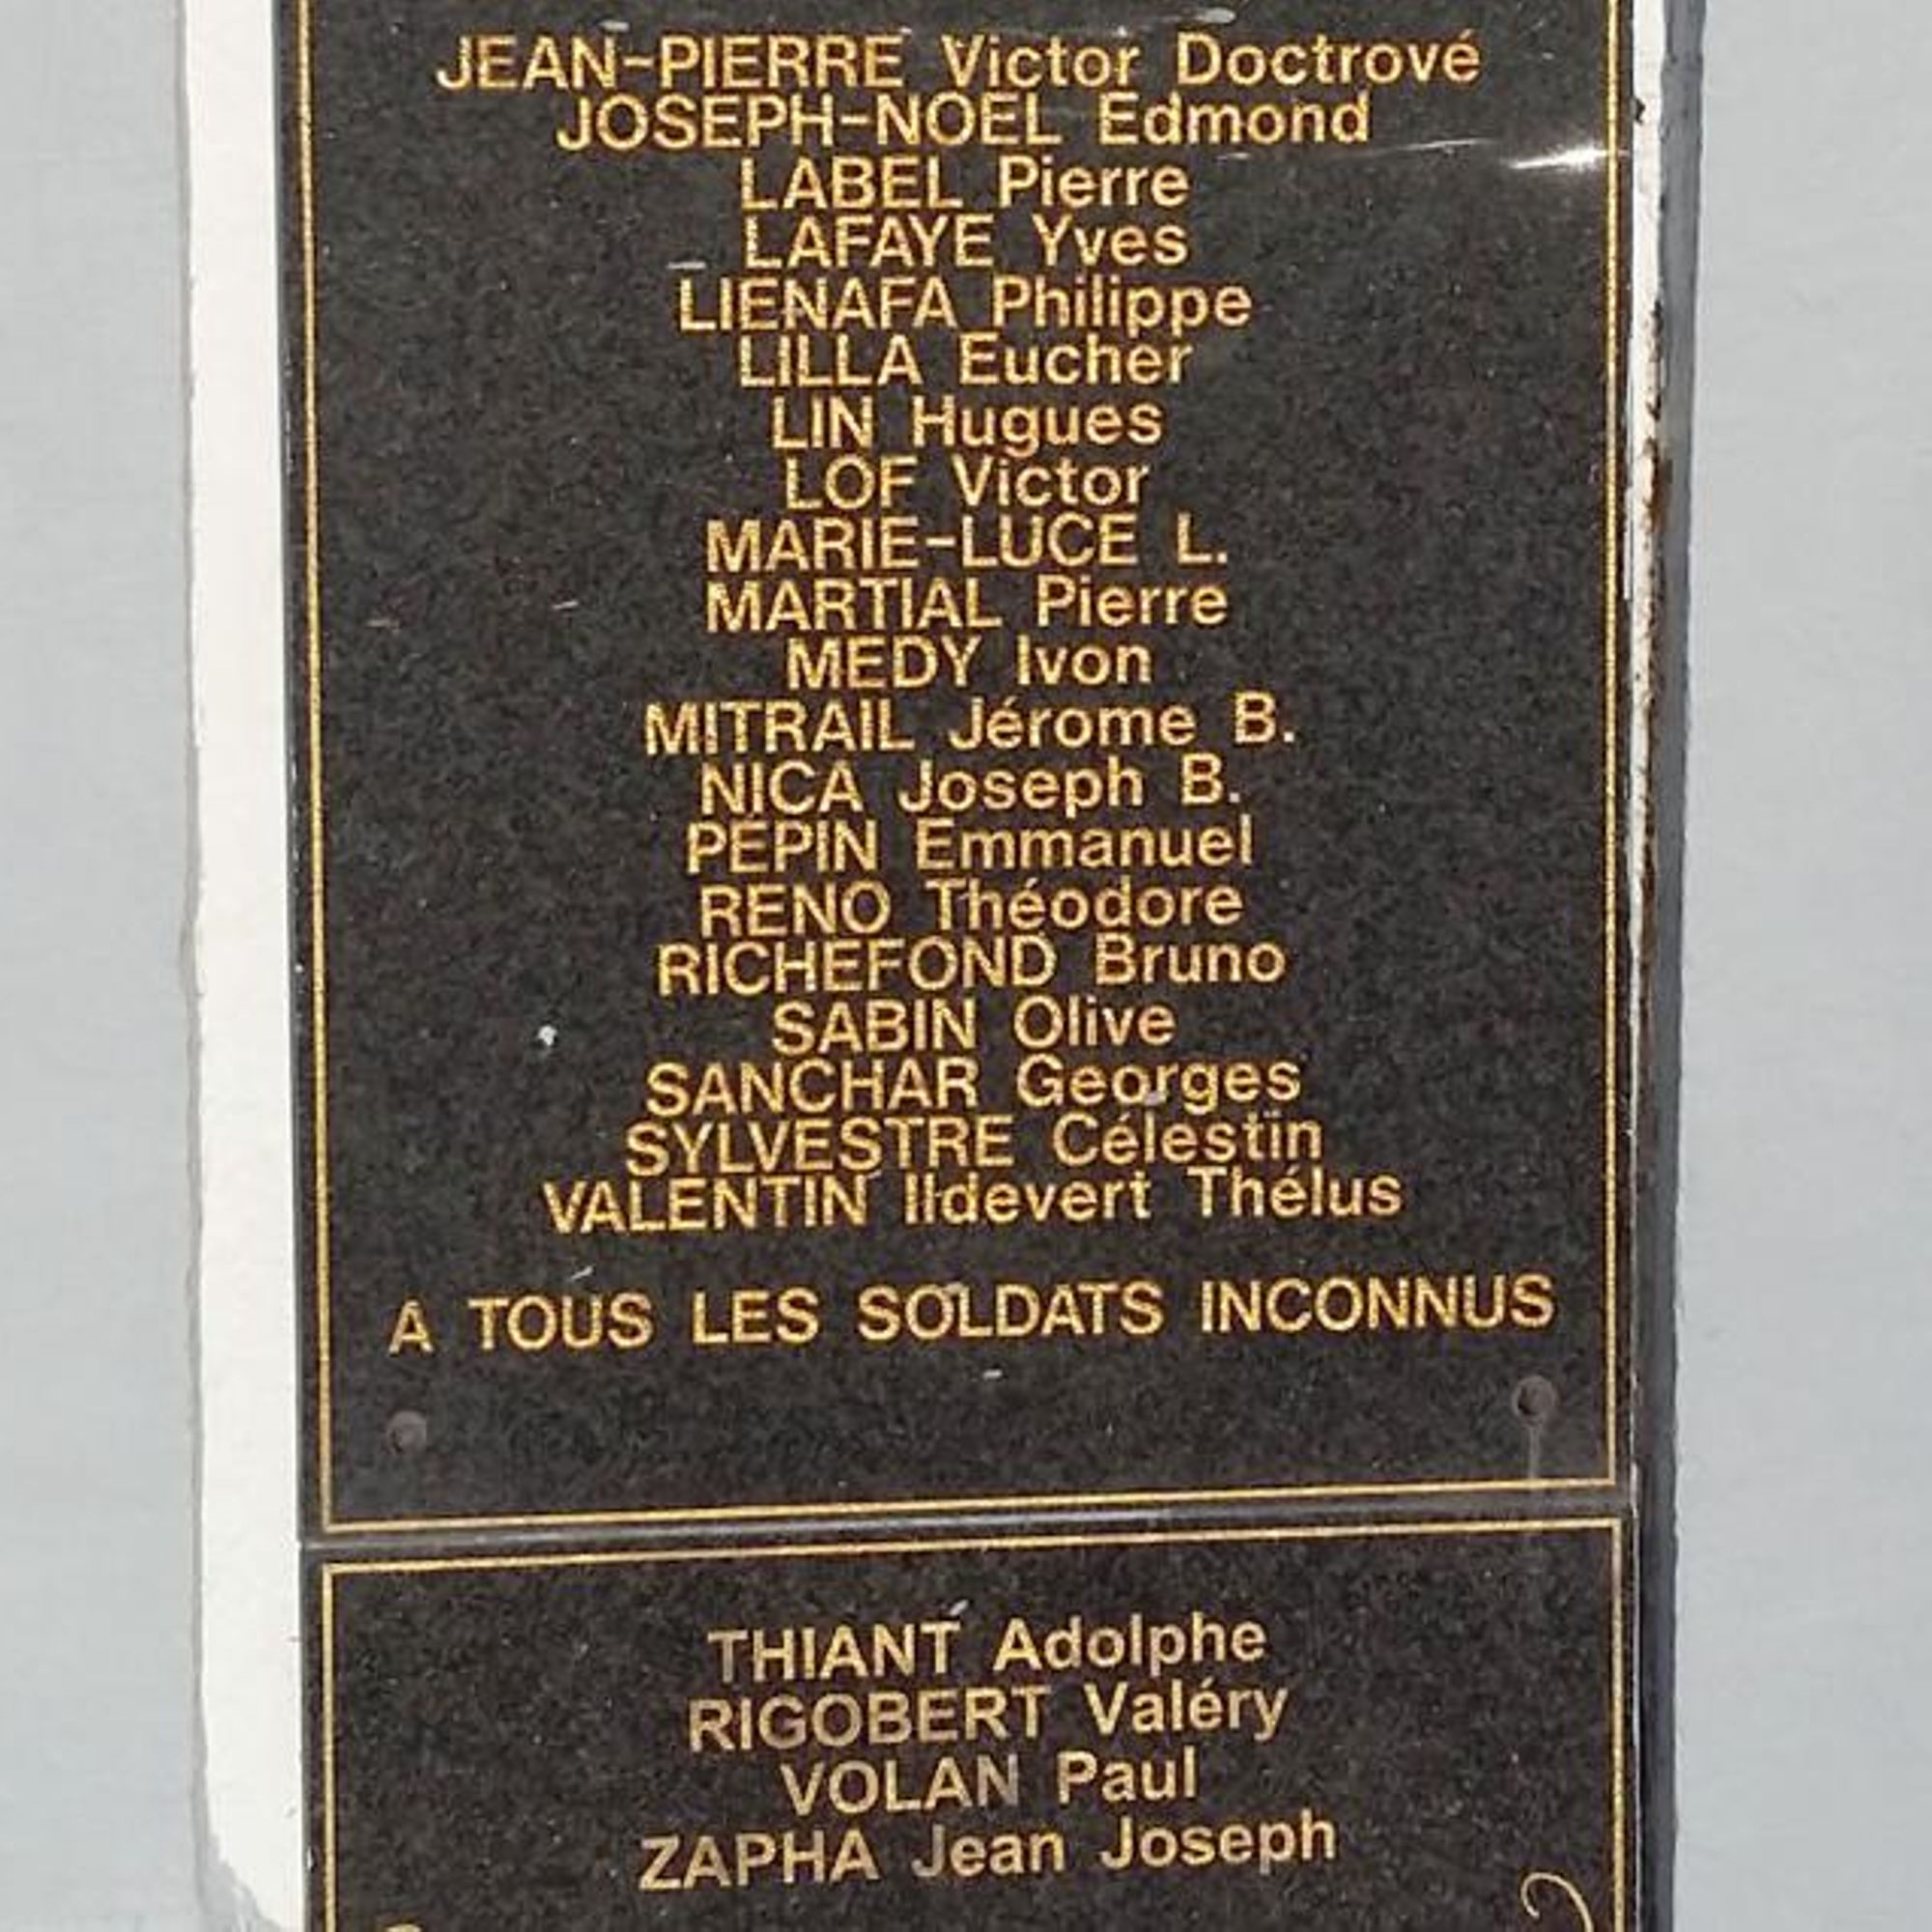 JEAN-PIERRE Victor Doctrové
JOSEPH-NOEL Edmond
LABEL Pierre
LAFAYE Yves
LIENAFA Philippe
LILLA Eucher
LIN Hugues
LOF Victor
MARIE-LUCE L.
MARTIAL Pierre
MEDY Ivon
MITRAIL Jérome B.
NICA Joseph B.
PEPIN Emmanuel
RENO Théodore
RICHEFOND Bruno
SABIN Olive
SANCHAR Georges
SYLVESTRE Célestin
VALENTIN Ildevert Thélus
A TOUS LES SOLDATS INCONNUS
THIANT Adolphe
RIGOBERT Valéry
VOLAN Paul
ZAPHA Jean Joseph